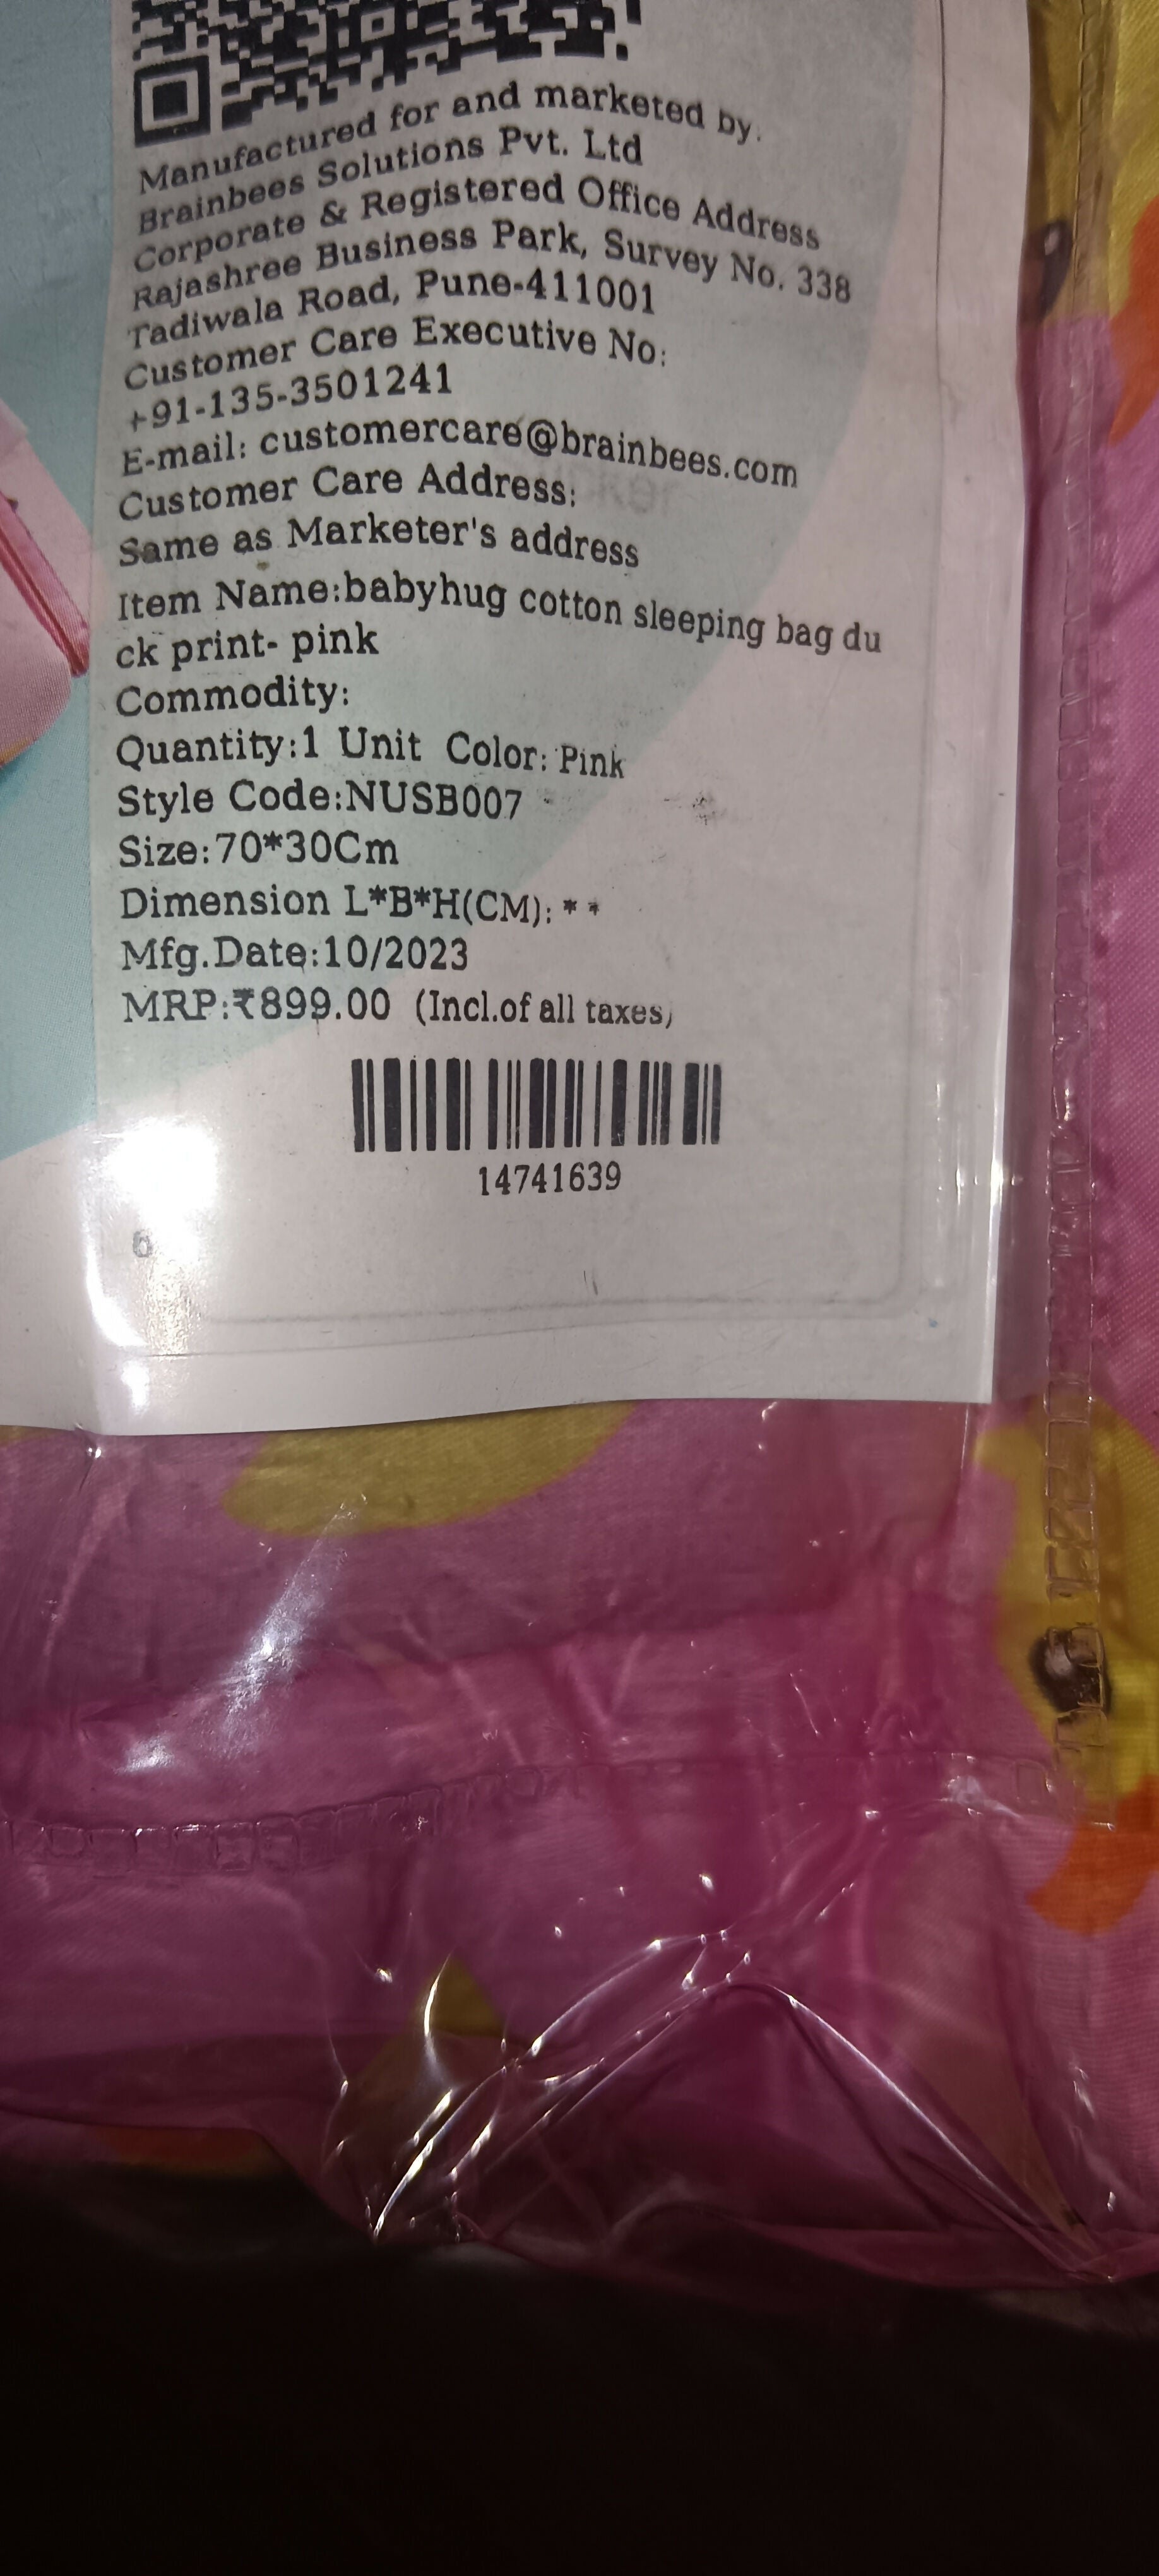 Manufactured for and marketed by:
Brainbees Solutions Pvt. Ltd
Corporate & Registered Office Address
Rajashree Business Park, Survey No. 338
Tadiwala Road, Pune-411001
Customer Care Executive No:
+91-135-3501241
E-mail: customercare@brainbees.com
Customer Care Address:
Same as Marketer's address
Item Name:babyhug cotton sleeping bag du
ck print- pink
Commodity:
Quantity:1 Unit Color: Pink
Style Code:NUSB007
Size:70*30Cm
Dimension L*B*H(CM): * *
Mfg.Date:10/2023
MRP:₹899.00 (Incl.of all taxes)
14741639
6